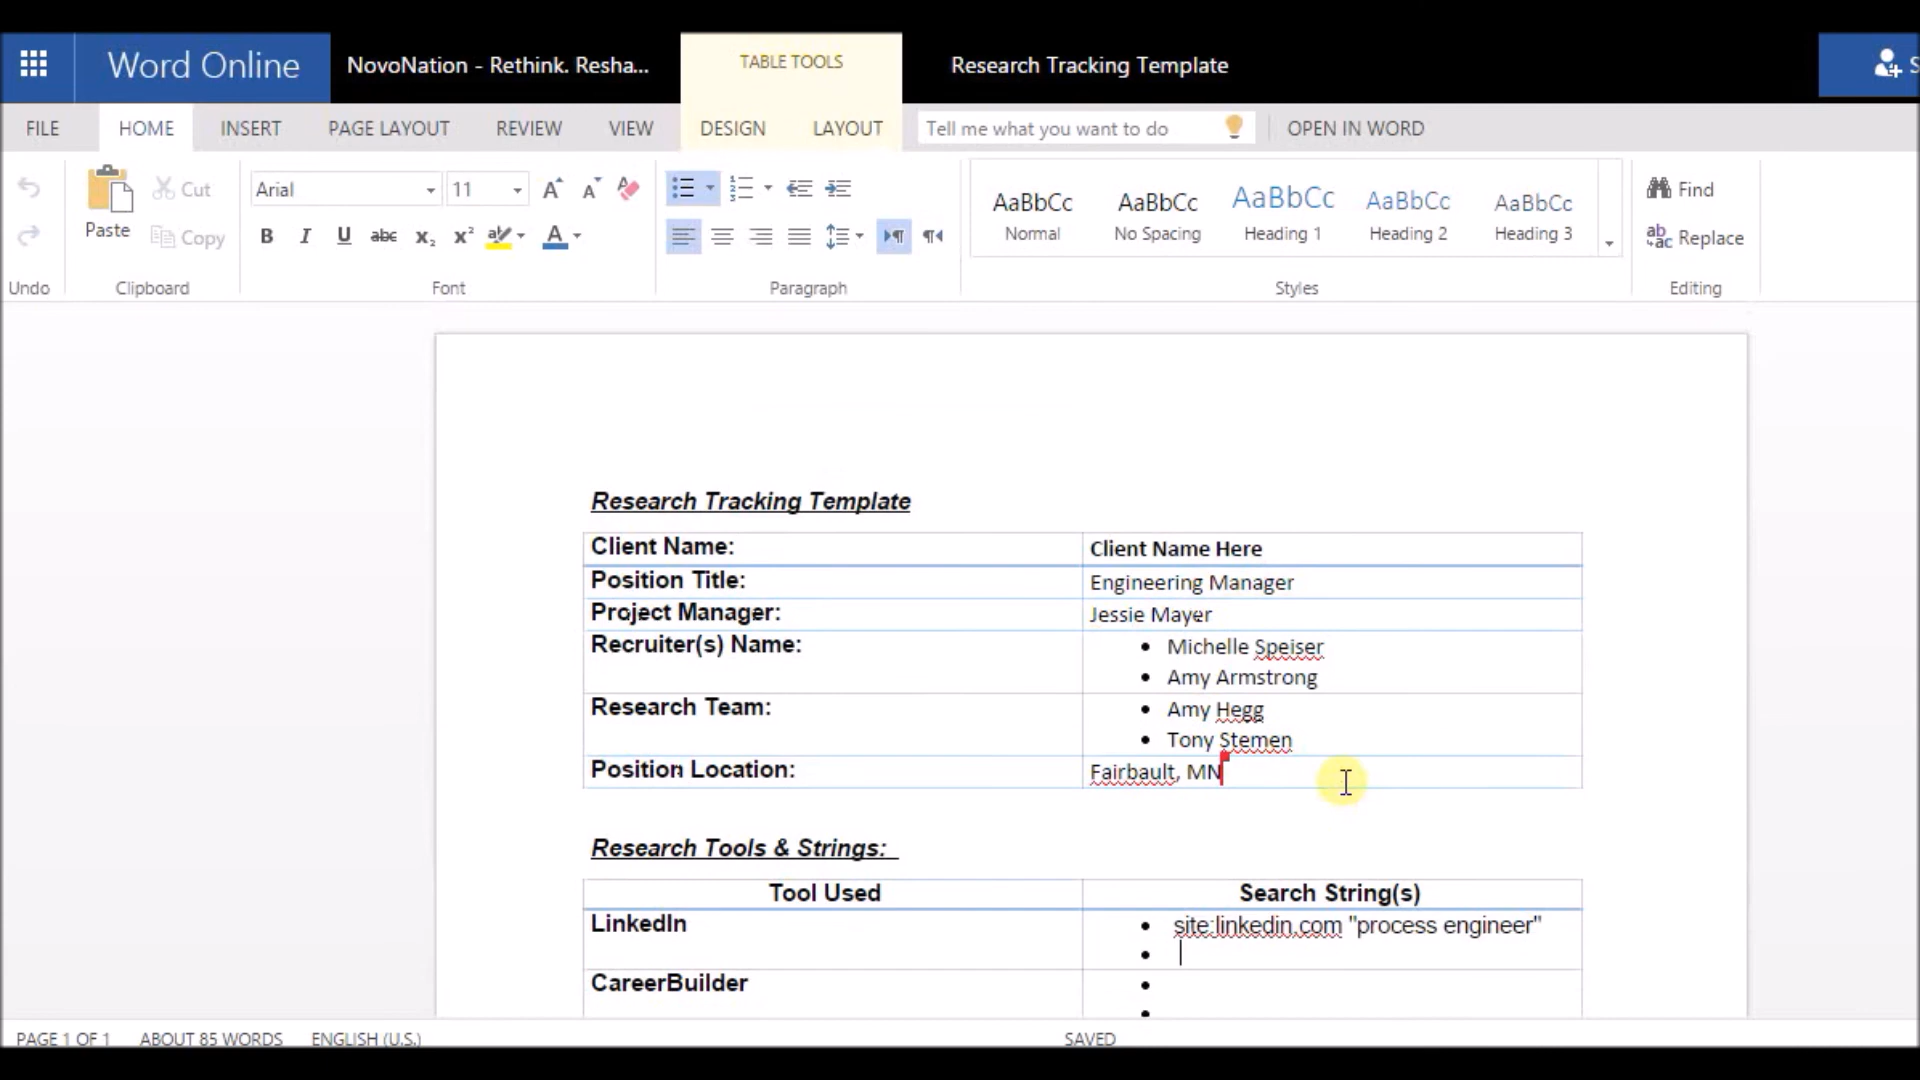 Word Online NovoNation - Rethink. Resha... TABLE TOOLS Research Tracking Template S
FILE HOME INSERT PAGE LAYOUT REVIEW VIEW DESIGN LAYOUT Tell me what you want to do OPEN IN WORD
Paste Cut Copy Arial 11 AaBbCc AaBbCc AaBbCc AaBbCc AaBbCc Find
B I U abc x₂ x² aby A Normal No Spacing Heading 1 Heading 2 Heading 3 Replace
Undo Clipboard Font Paragraph Styles Editing
Research Tracking Template
Client Name: Client Name Here
Position Title: Engineering Manager
Project Manager: Jessie Mayer
Recruiter(s) Name: • Michelle Speiser
• Amy Armstrong
Research Team: • Amy Hegg
• Tony Stemen
Position Location: Fairbault, MN
Research Tools & Strings:
Tool Used Search String(s)
LinkedIn • site:linkedin.com "process engineer"
•
CareerBuilder •
•
PAGE 1 OF 1 ABOUT 85 WORDS ENGLISH (U.S.) SAVED